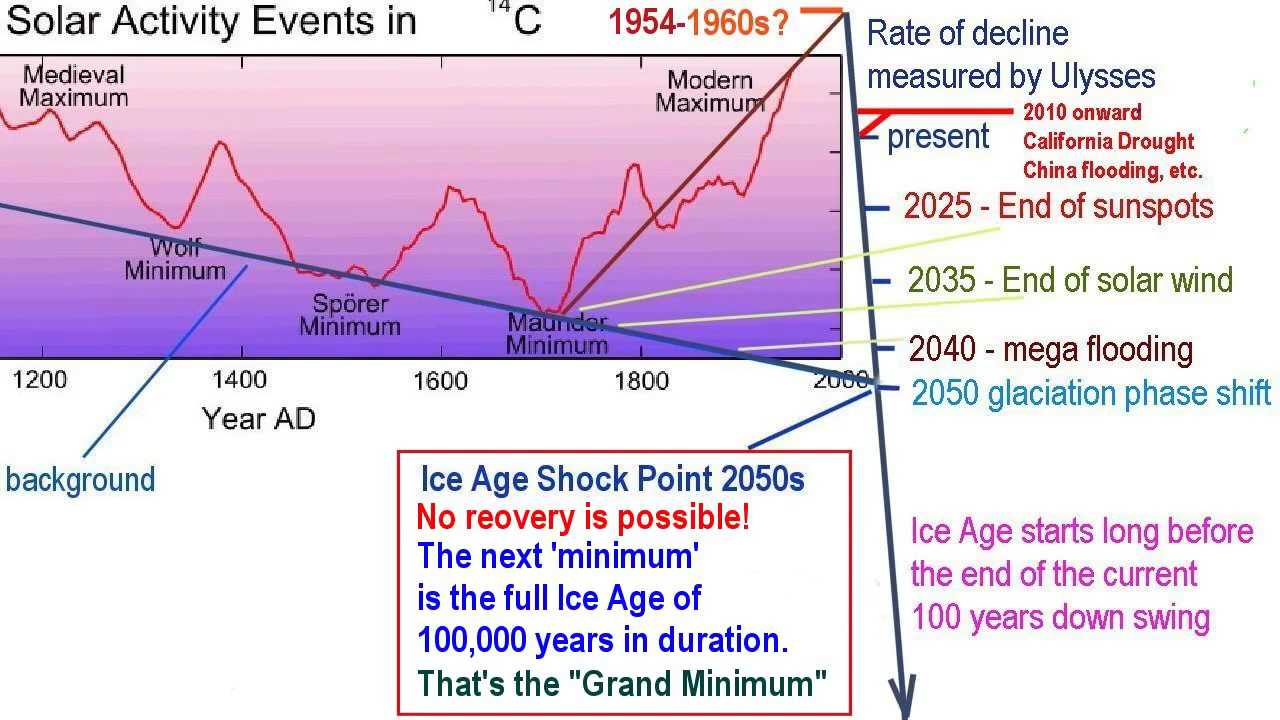 Solar Activity Events in ¹⁴C
1954-1960s?
Rate of decline
measured by Ulysses
Medieval
Maximum
Modern
Maximum
2010 onward
California Drought
China flooding, etc.
present
2025 - End of sunspots
Wolf
Minimum
2035 - End of solar wind
Spörer
Minimum
Maunder
Minimum
2040 - mega flooding
1200
1400
1600
1800
2000
2050 glaciation phase shift
Year AD
background
Ice Age Shock Point 2050s
No reovery is possible!
The next 'minimum'
is the full Ice Age of
100,000 years in duration.
That's the "Grand Minimum"
Ice Age starts long before
the end of the current
100 years down swing